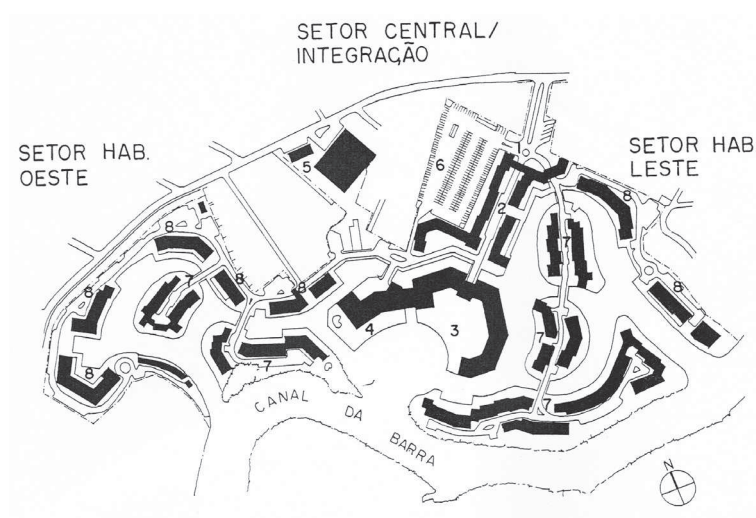 SETOR CENTRAL/
INTEGRAÇÃO
SETOR HAB.
OESTE
SETOR HAB
LESTE
5
6
2
8
8
7
8
8
8
7
8
7
4
3
7
8
8
7
CANAL DA BARRA
N